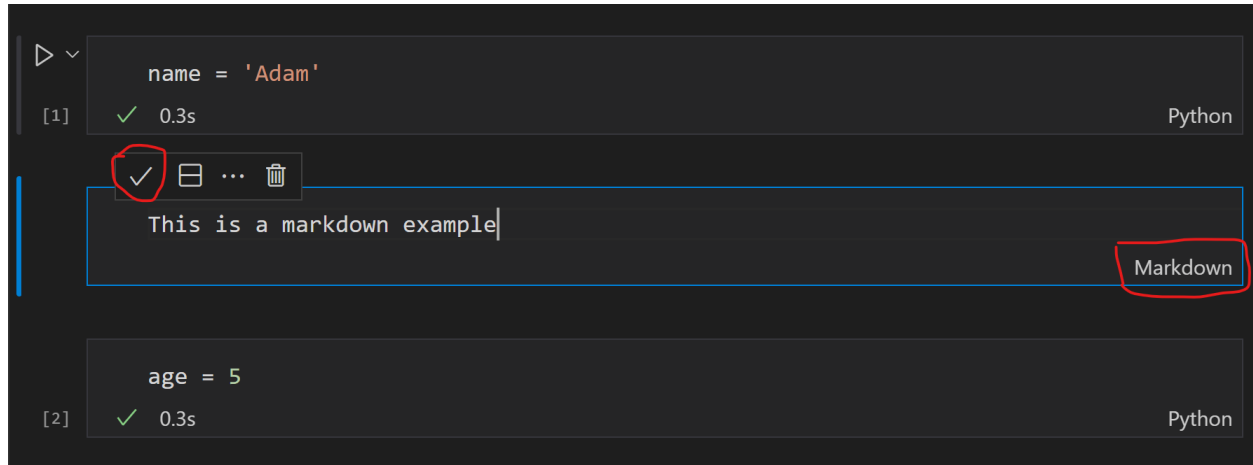 name = 'Adam'
[1] 0.3s Python
This is a markdown example
Markdown
age = 5
[2] 0.3s Python